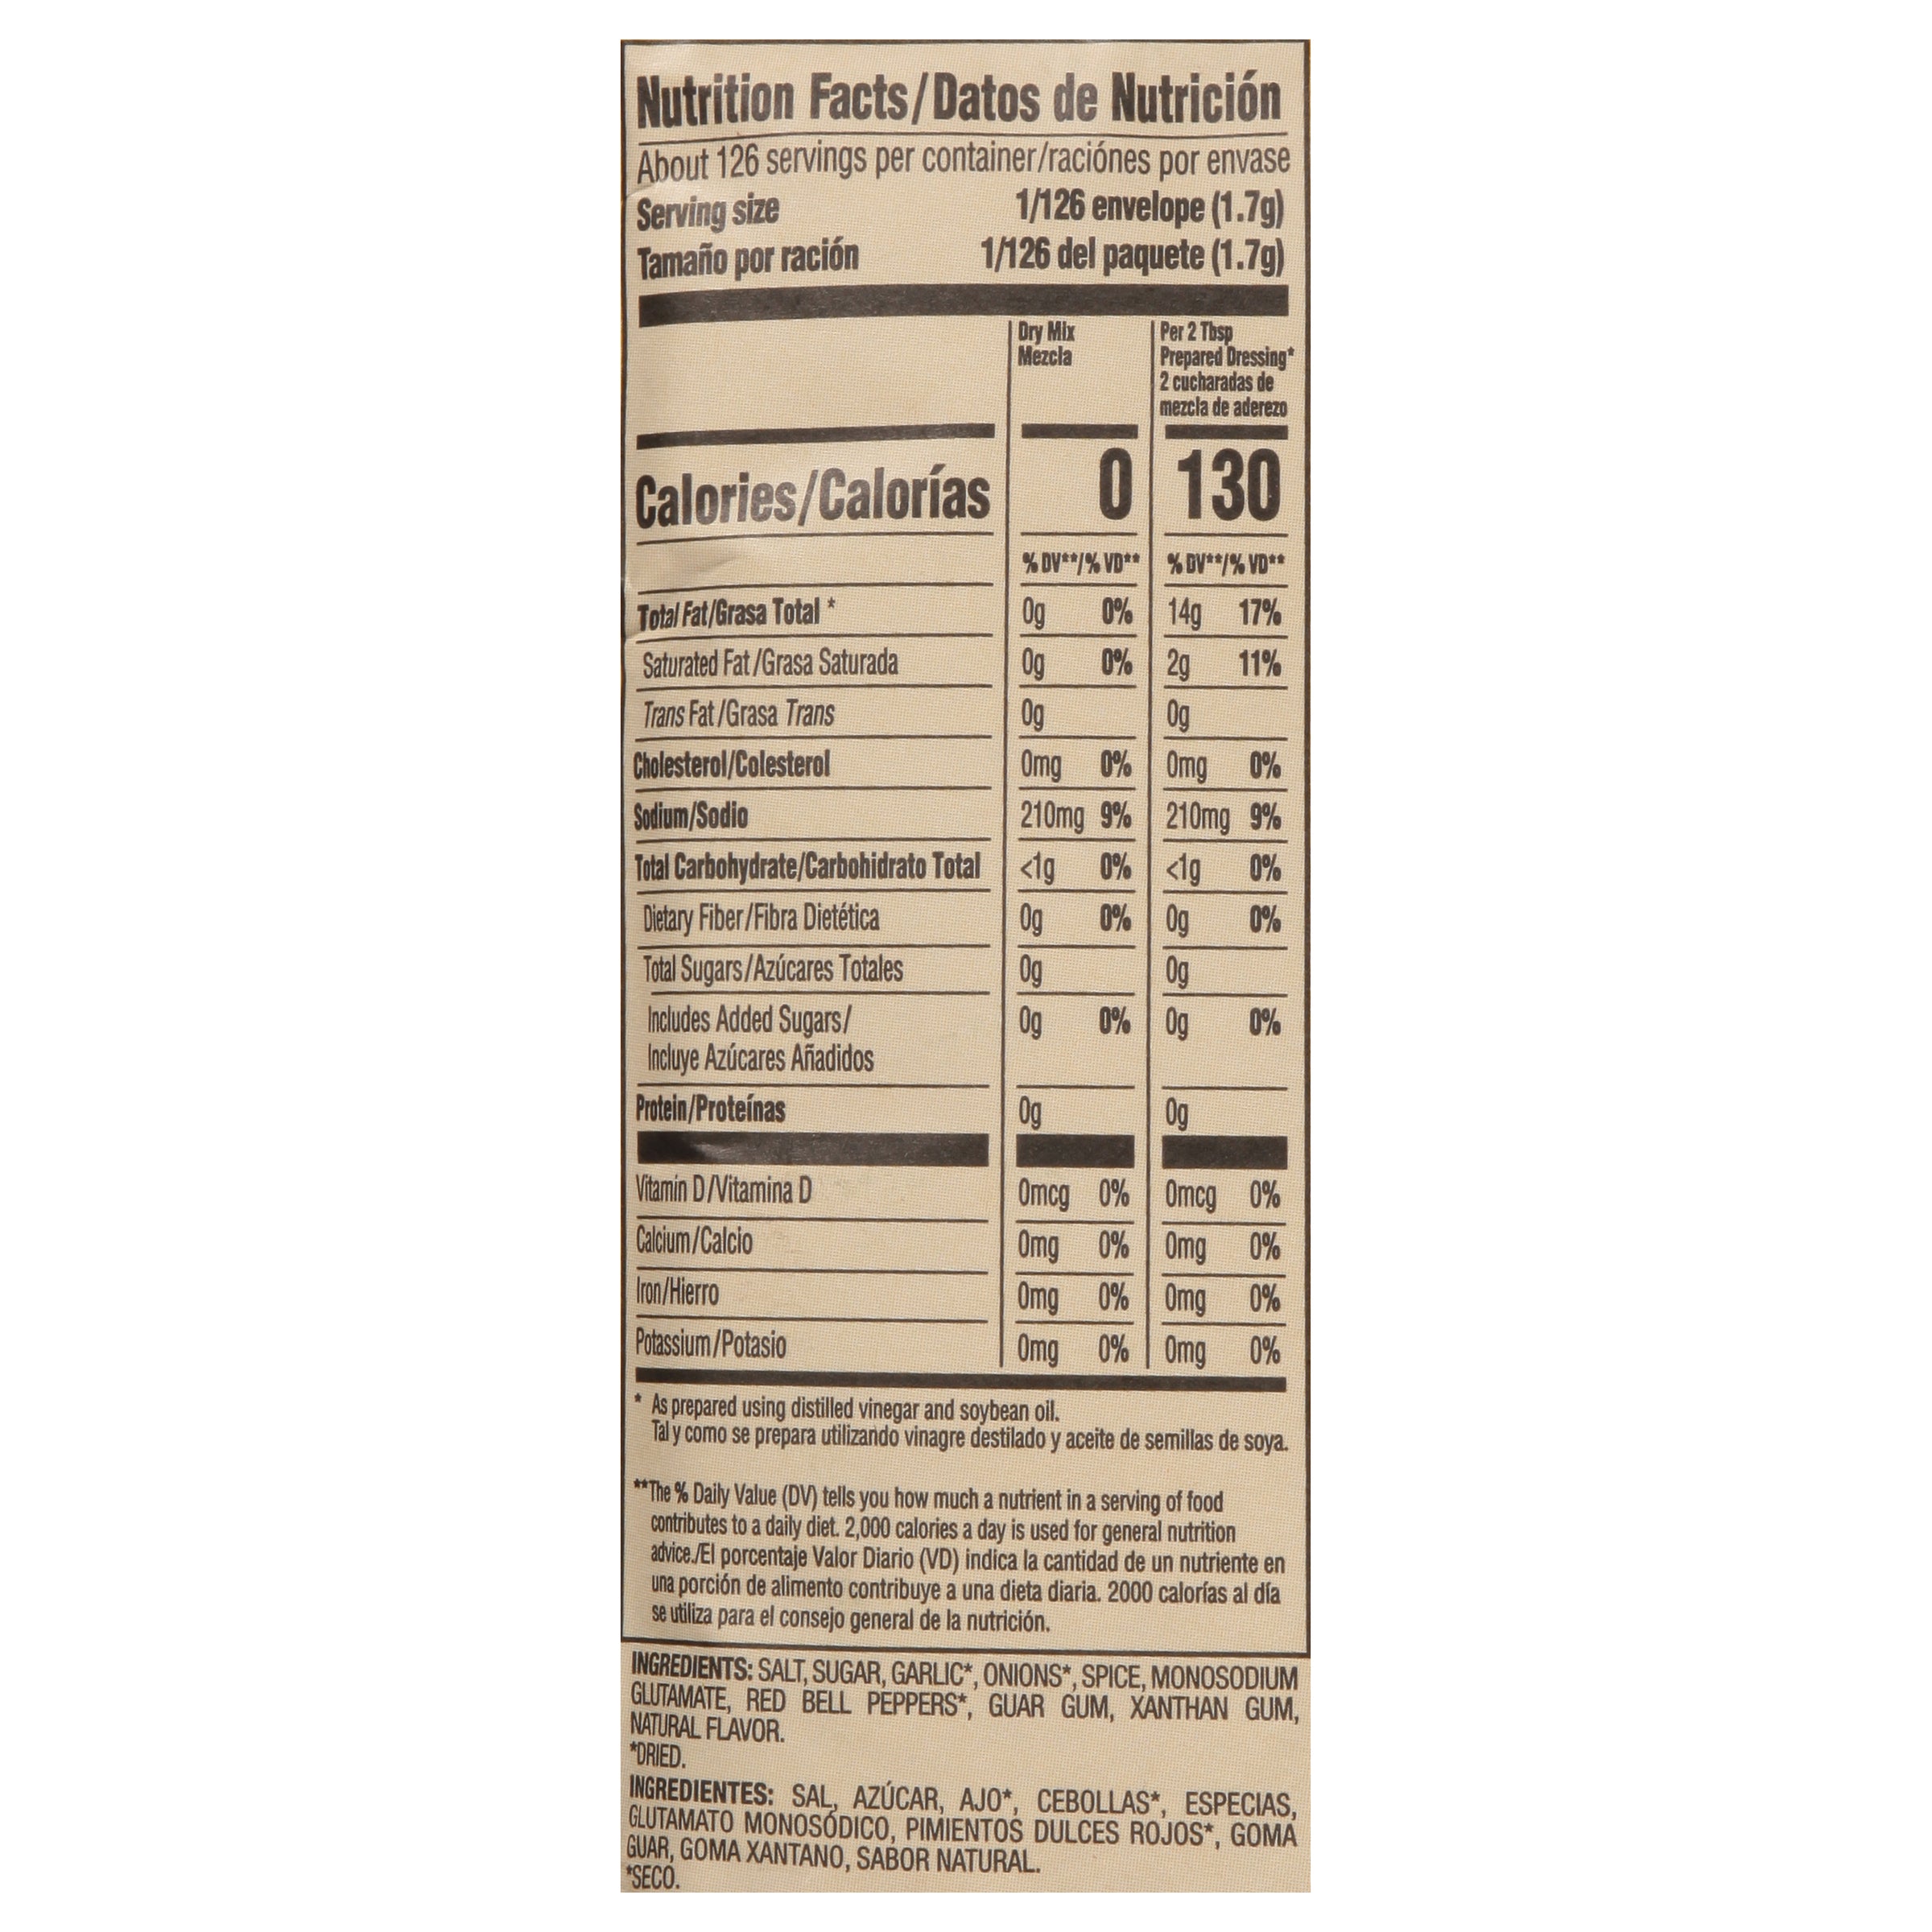 Nutrition Facts/Datos de Nutrición
About 126 servings per container/raciónes por envase
Serving size 1/126 envelope (1.7g)
Tamaño por ración 1/126 del paquete (1.7g)
Dry Mix
Mezcla
Per 2 Tbsp
Prepared Dressing*
2 cucharadas de
mezcla de aderezo
Calories/Calorías 0 130
% DV**/% VD** % DV**/% VD**
Total Fat/Grasa Total * 0g 0% 14g 17%
Saturated Fat/Grasa Saturada 0g 0% 2g 11%
Trans Fat/Grasa Trans 0g 0g
Cholesterol/Colesterol 0mg 0% 0mg 0%
Sodium/Sodio 210mg 9% 210mg 9%
Total Carbohydrate/Carbohidrato Total <1g 0% <1g 0%
Dietary Fiber/Fibra Dietética 0g 0% 0g 0%
Total Sugars/Azúcares Totales 0g 0g
Includes Added Sugars/ 0g 0% 0g 0%
Incluye Azúcares Añadidos
Protein/Proteínas 0g 0g
Vitamin D/Vitamina D 0mcg 0% 0mcg 0%
Calcium/Calcio 0mg 0% 0mg 0%
Iron/Hierro 0mg 0% 0mg 0%
Potassium/Potasio 0mg 0% 0mg 0%
* As prepared using distilled vinegar and soybean oil.
Tal y como se prepara utilizando vinagre destilado y aceite de semillas de soya.
**The % Daily Value (DV) tells you how much a nutrient in a serving of food
contributes to a daily diet. 2,000 calories a day is used for general nutrition
advice./El porcentaje Valor Diario (VD) indica la cantidad de un nutriente en
una porción de alimento contribuye a una dieta diaria. 2000 calorías al día
se utiliza para el consejo general de la nutrición.
INGREDIENTS: SALT, SUGAR, GARLIC*, ONIONS*, SPICE, MONOSODIUM
GLUTAMATE, RED BELL PEPPERS*, GUAR GUM, XANTHAN GUM,
NATURAL FLAVOR.
*DRIED.
INGREDIENTES: SAL, AZÚCAR, AJO*, CEBOLLAS*, ESPECIAS,
GLUTAMATO MONOSÓDICO, PIMIENTOS DULCES ROJOS*, GOMA
GUAR, GOMA XANTANO, SABOR NATURAL.
*SECO.